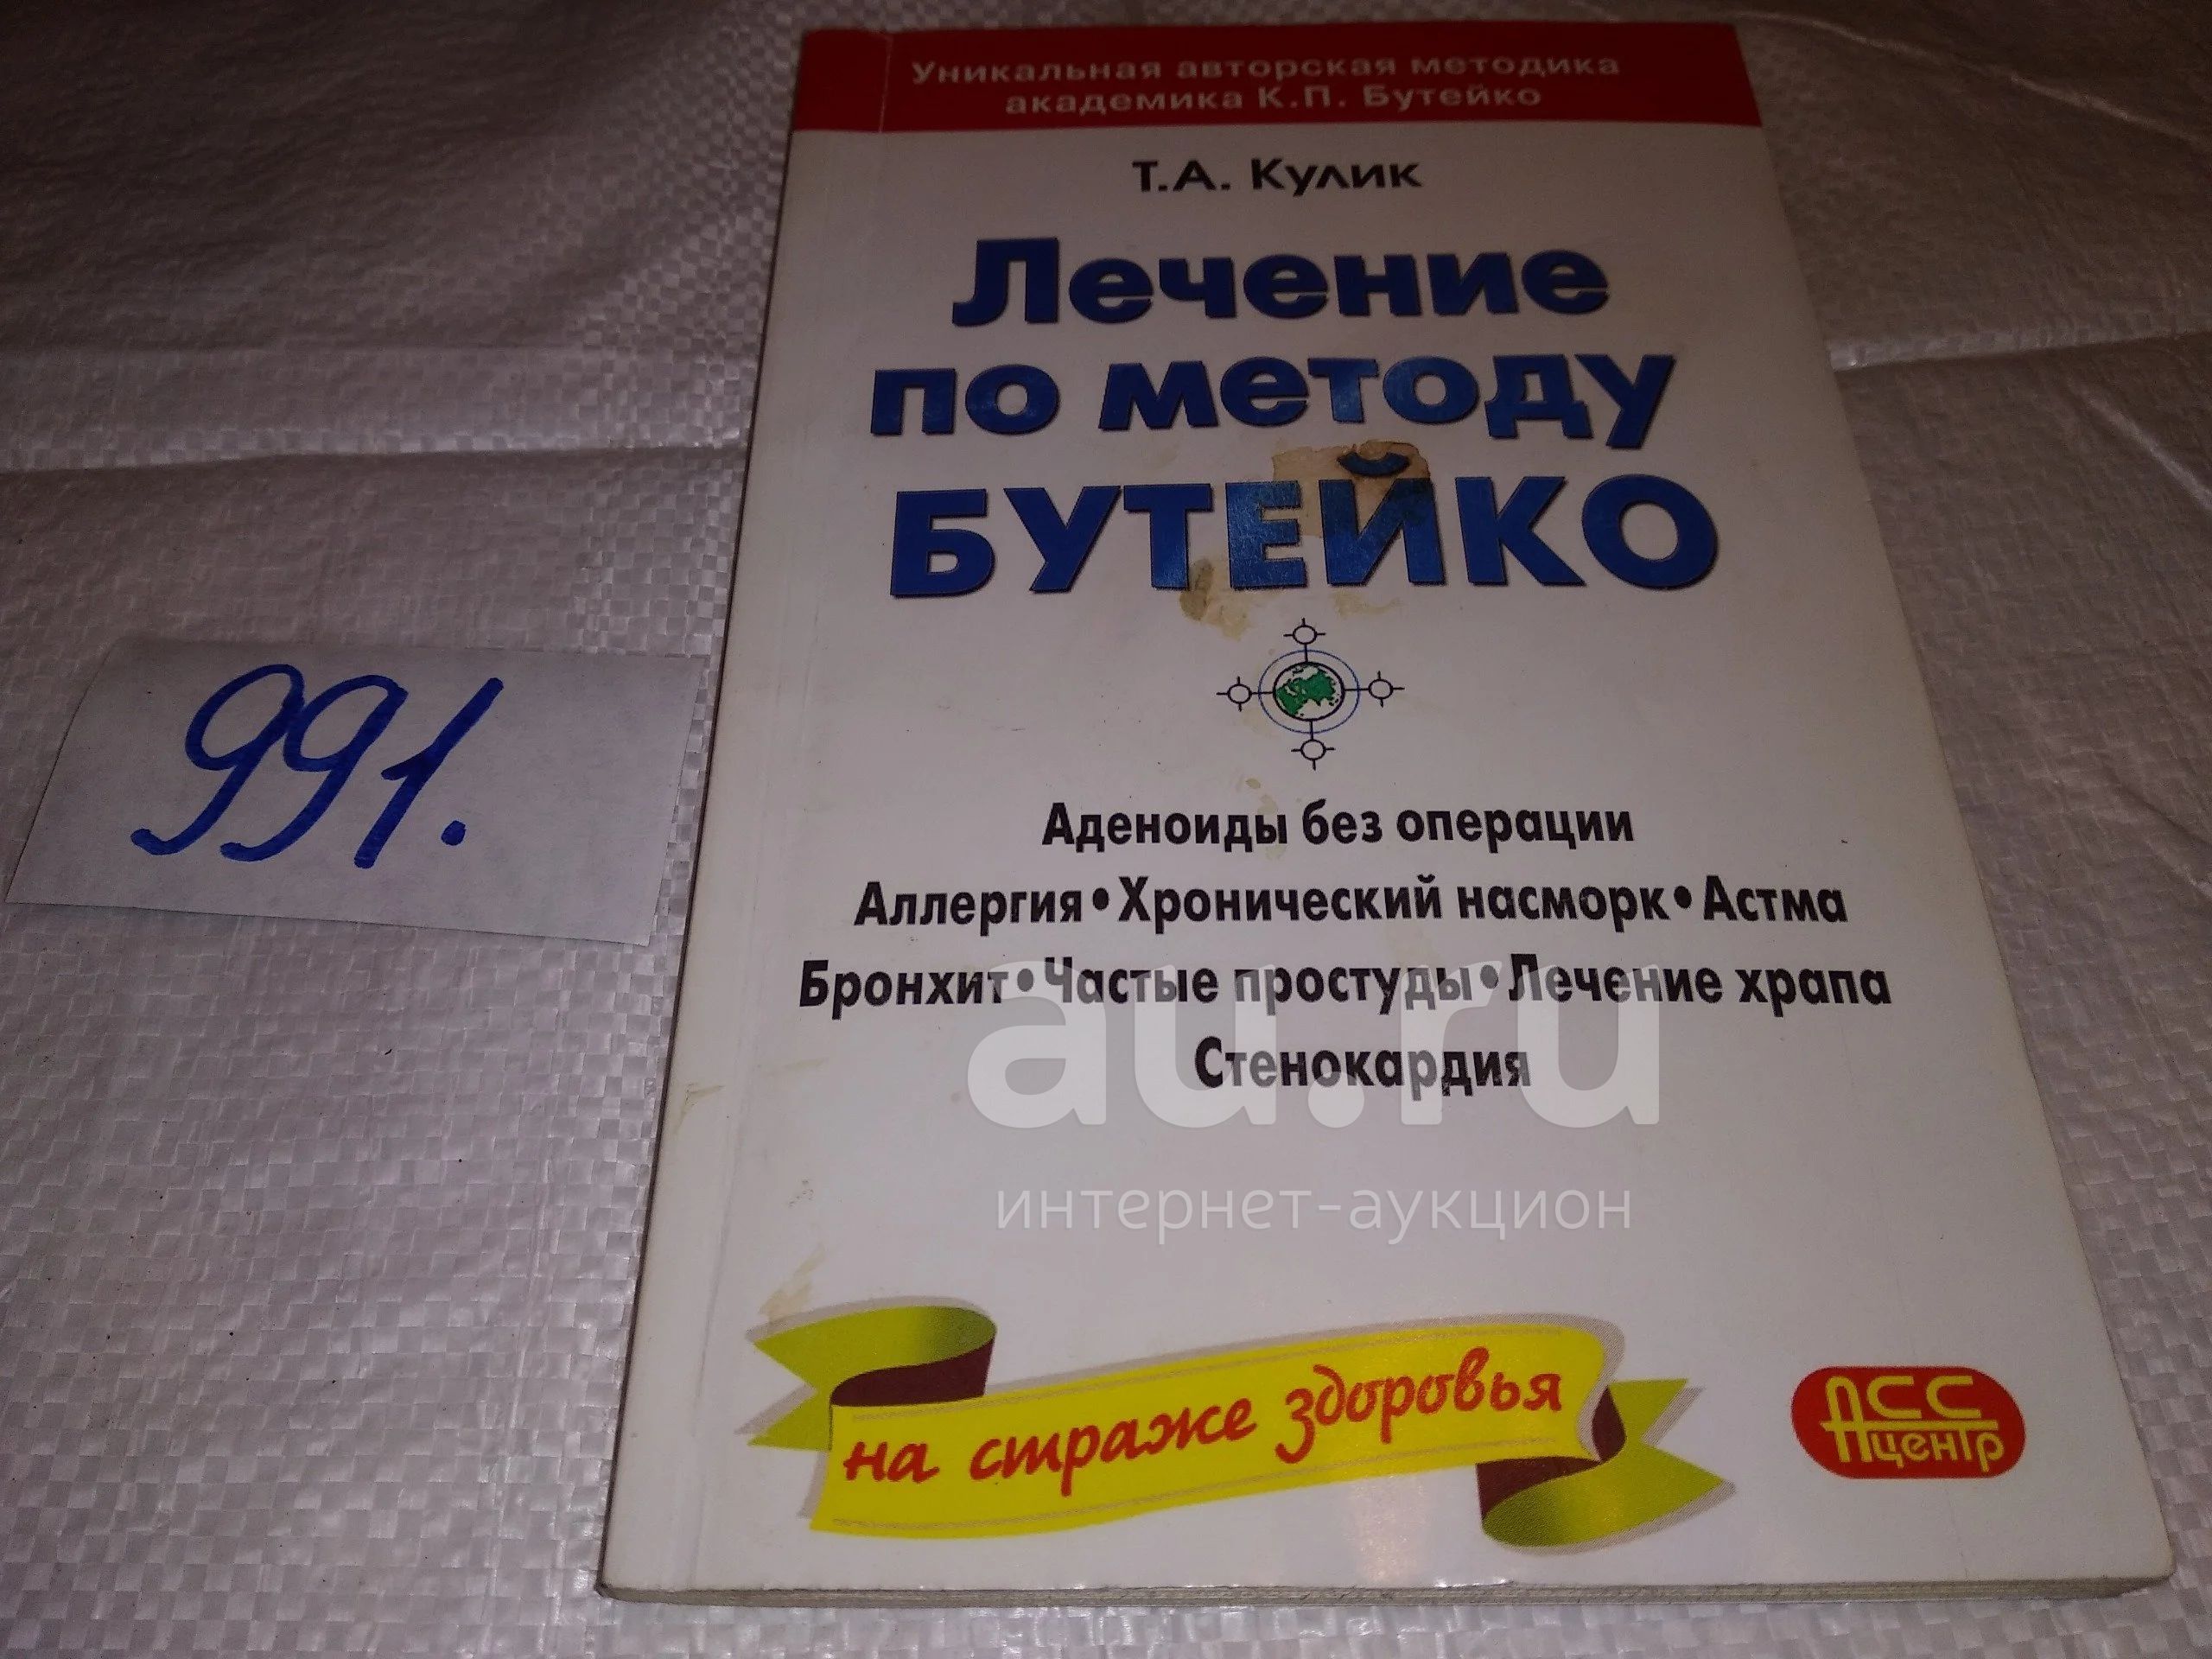 Уникальная авторская методика
академика К.П. Бутейко
Т.А. Кулик
Лечение
по методу
БУТЕЙКО
991.
Аденоиды без операции
Аллергия•Хронический насморк•Астма
Бронхит•Частые простуды•Лечение храпа
Стенокардия
au.ru
интернет-аукцион
на страже здоровья
АСС
центр